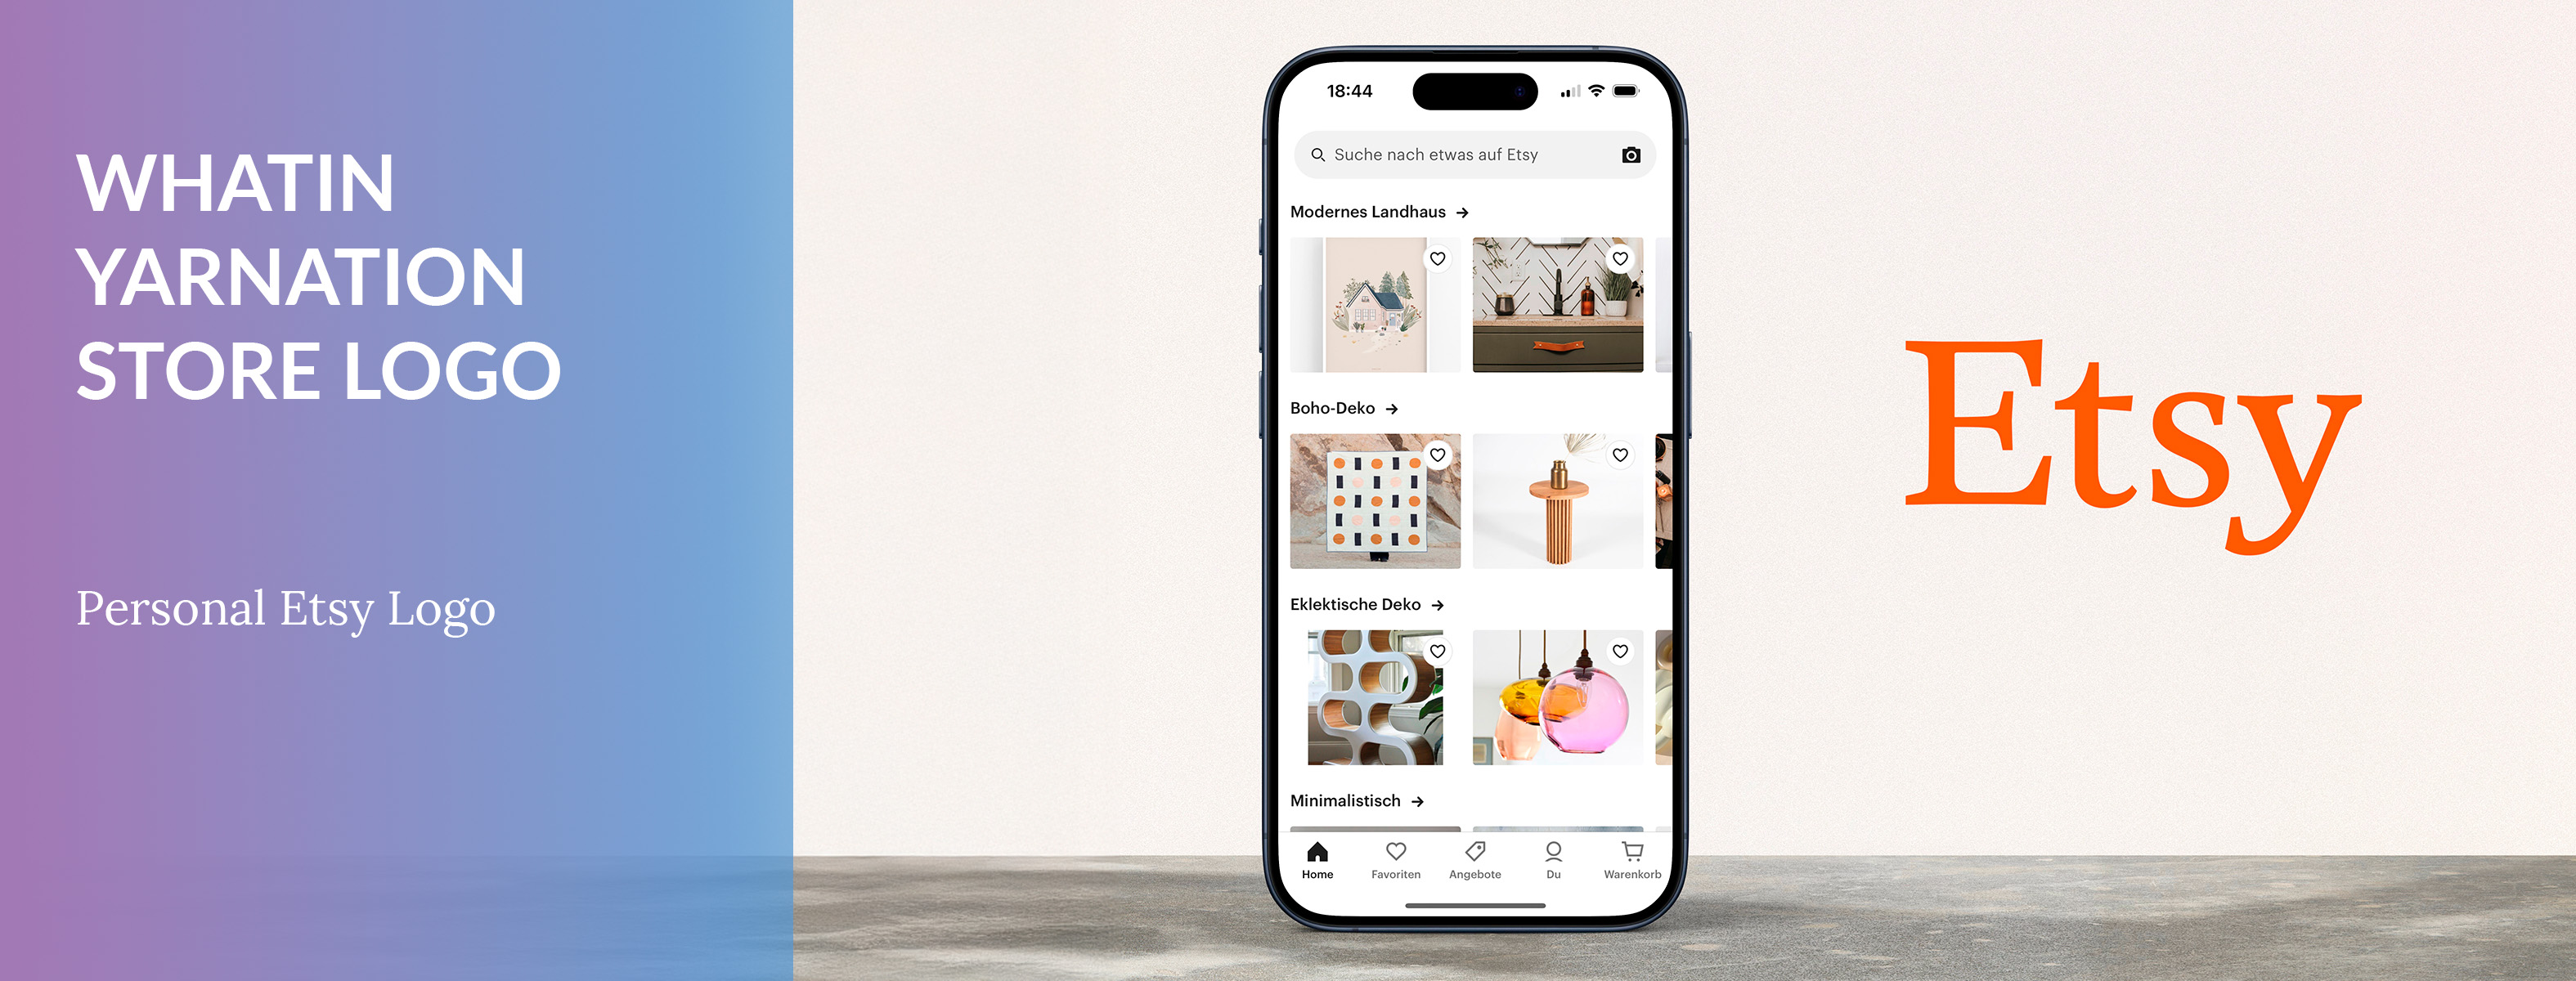 WHATIN
YARNATION
STORE LOGO
Personal Etsy Logo
18:44
Suche nach etwas auf Etsy
Modernes Landhaus
Boho-Deko
Eklektische Deko
Minimalistisch
Home Favoriten Angebote Du Warenkorb
Etsy